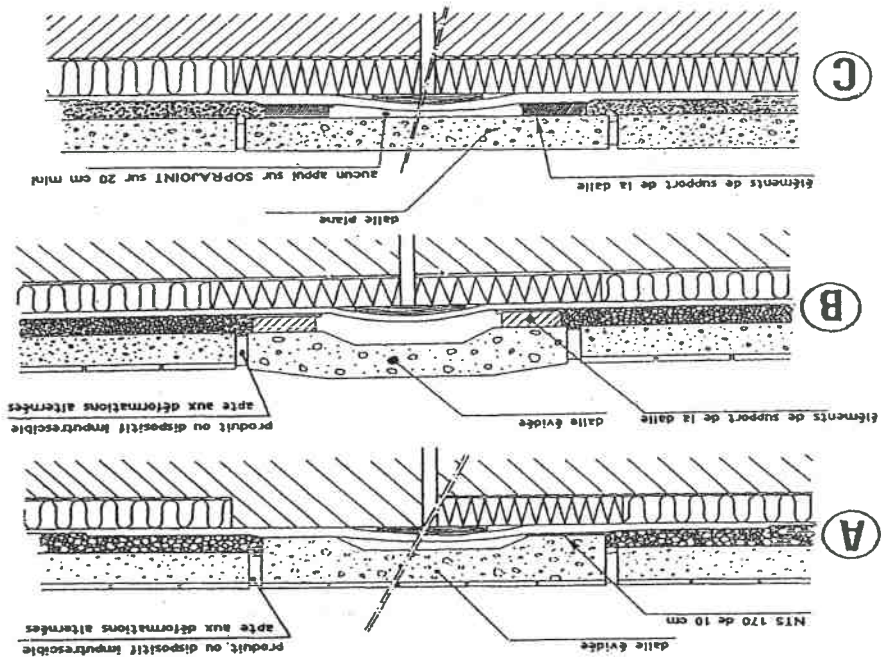 dalle évidée
produit, ou dispositif imputrescible
apte aux déformations alternées
NTS 170 de 10 cm
A
éléments de support de la dalle
dalle évidée
produit ou dispositif imputrescible
apte aux déformations alternées
B
dalle plane
éléments de support de la dalle
aucun appui sur SOPRAJOINT sur 20 cm mini
C